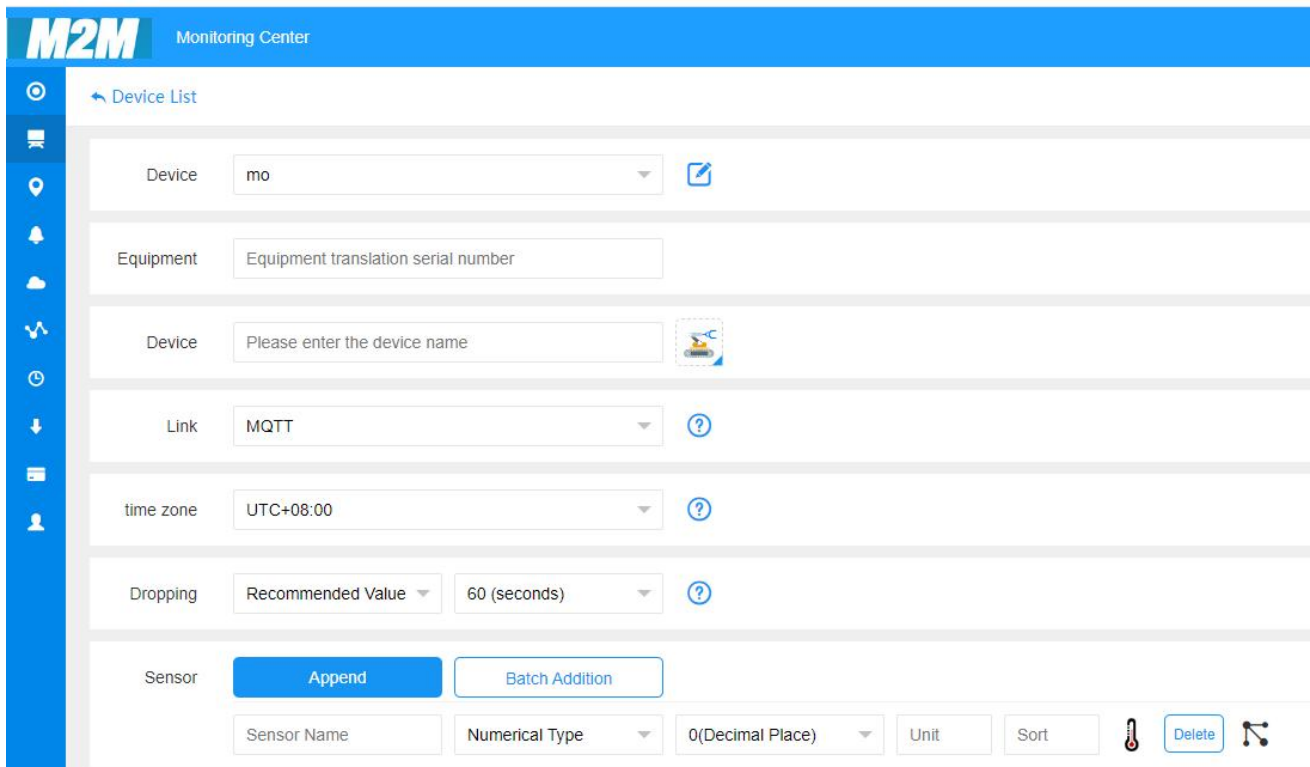 M2M Monitoring Center
Device List
Device mo
Equipment Equipment translation serial number
Device Please enter the device name
Link MQTT ?
time zone UTC+08:00 ?
Dropping Recommended Value 60 (seconds) ?
Sensor Append Batch Addition
Sensor Name Numerical Type 0(Decimal Place) Unit Sort Delete